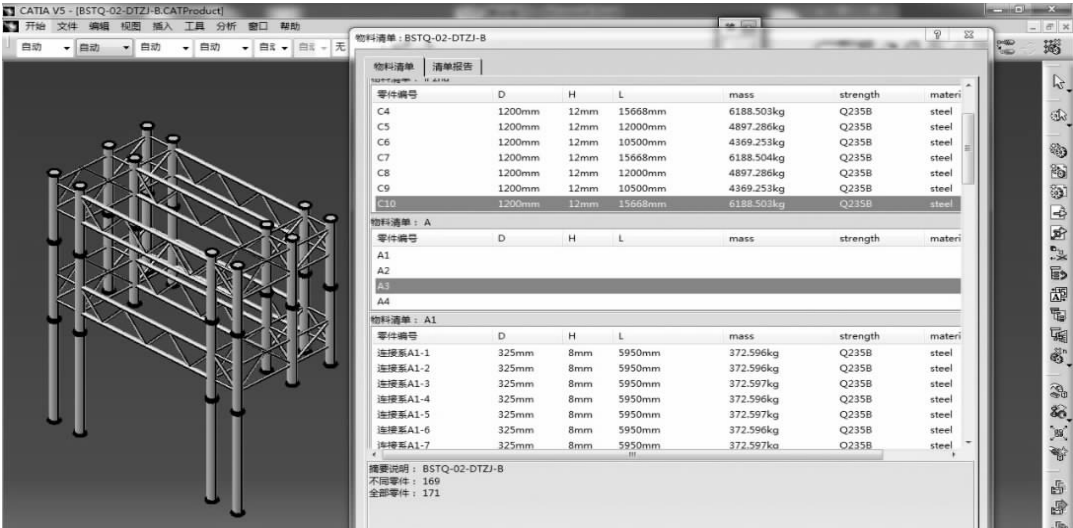 CATIA V5 - [BSTQ-02-DTZJ-B.CATProduct]
开始 文件 编辑 视图 插入 工具 分析 窗口 帮助
自动 自动 自动 自动 自动 无
物料清单 : BSTQ-02-DTZJ-B
物料清单 清单报告
零件编号 D H L mass strength materi
C4 1200mm 12mm 15668mm 6188.503kg Q235B steel
C5 1200mm 12mm 12000mm 4897.286kg Q235B steel
C6 1200mm 12mm 10500mm 4369.253kg Q235B steel
C7 1200mm 12mm 15668mm 6188.504kg Q235B steel
C8 1200mm 12mm 12000mm 4897.286kg Q235B steel
C9 1200mm 12mm 10500mm 4369.253kg Q235B steel
C10 1200mm 12mm 15668mm 6188.503kg Q235B steel
物料清单 : A
零件编号 D H L mass strength materi
A1
A2
A3
A4
物料清单 : A1
零件编号 D H L mass strength materi
连接系A1-1 325mm 8mm 5950mm 372.596kg Q235B steel
连接系A1-2 325mm 8mm 5950mm 372.596kg Q235B steel
连接系A1-3 325mm 8mm 5950mm 372.597kg Q235B steel
连接系A1-4 325mm 8mm 5950mm 372.596kg Q235B steel
连接系A1-5 325mm 8mm 5950mm 372.597kg Q235B steel
连接系A1-6 325mm 8mm 5950mm 372.596kg Q235B steel
连接系A1-7 325mm 8mm 5950mm 372.597kg Q235B steel
摘要说明 : BSTQ-02-DTZJ-B
不同零件 : 169
全部零件 : 171